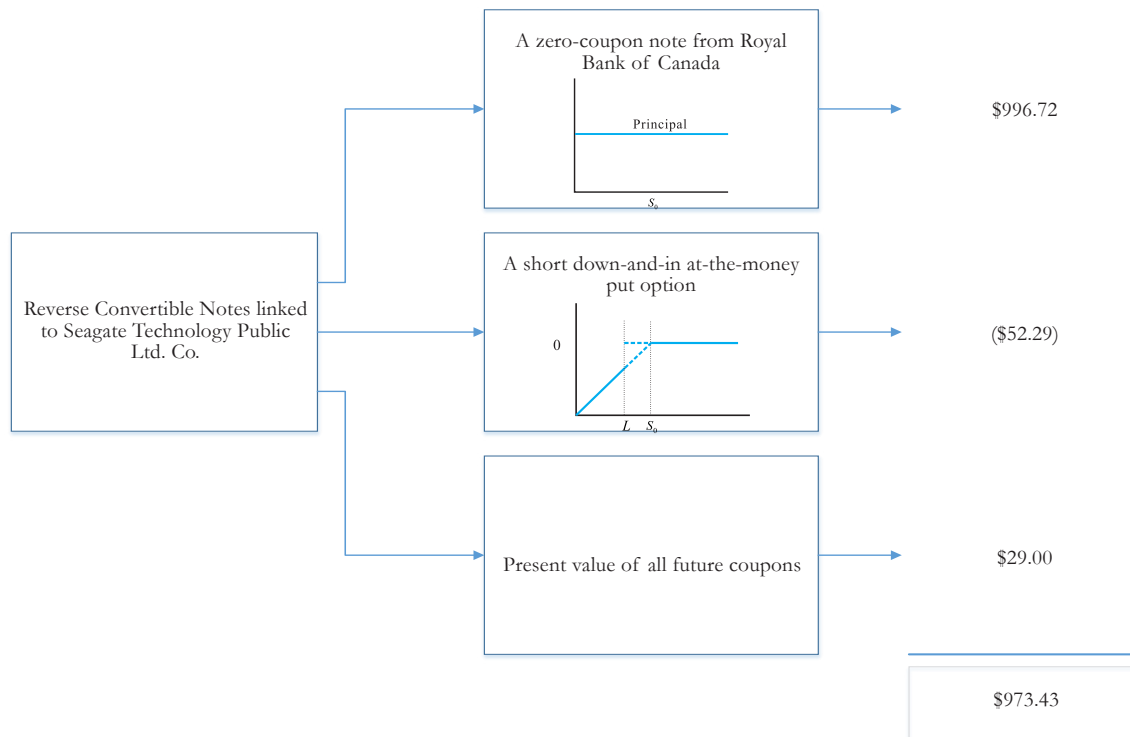 A zero-coupon note from Royal
Bank of Canada
Principal
S₀
$996.72
Reverse Convertible Notes linked
to Seagate Technology Public
Ltd. Co.
A short down-and-in at-the-money
put option
0
L S₀
($52.29)
Present value of all future coupons
$29.00
$973.43